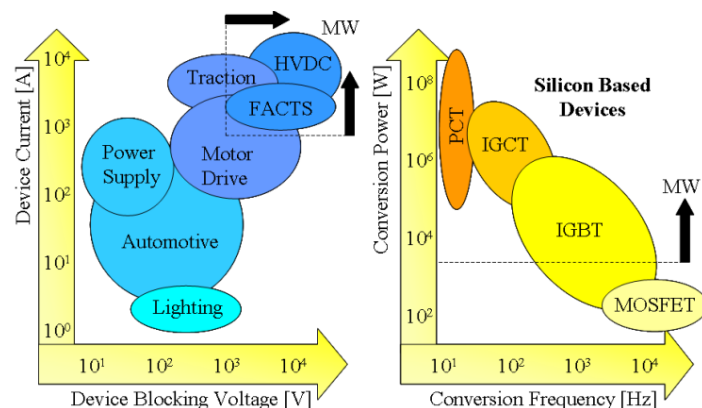 Device Current [A]
10⁴
10³
10²
10¹
10⁰
MW
HVDC
Traction
FACTS
Power
Supply
Motor
Drive
Automotive
Lighting
10¹
10²
10³
10⁴
Device Blocking Voltage [V]
Conversion Power [W]
10⁸
10⁶
10⁴
10²
Silicon Based
Devices
PCT
IGCT
MW
IGBT
MOSFET
10¹
10²
10³
10⁴
Conversion Frequency [Hz]